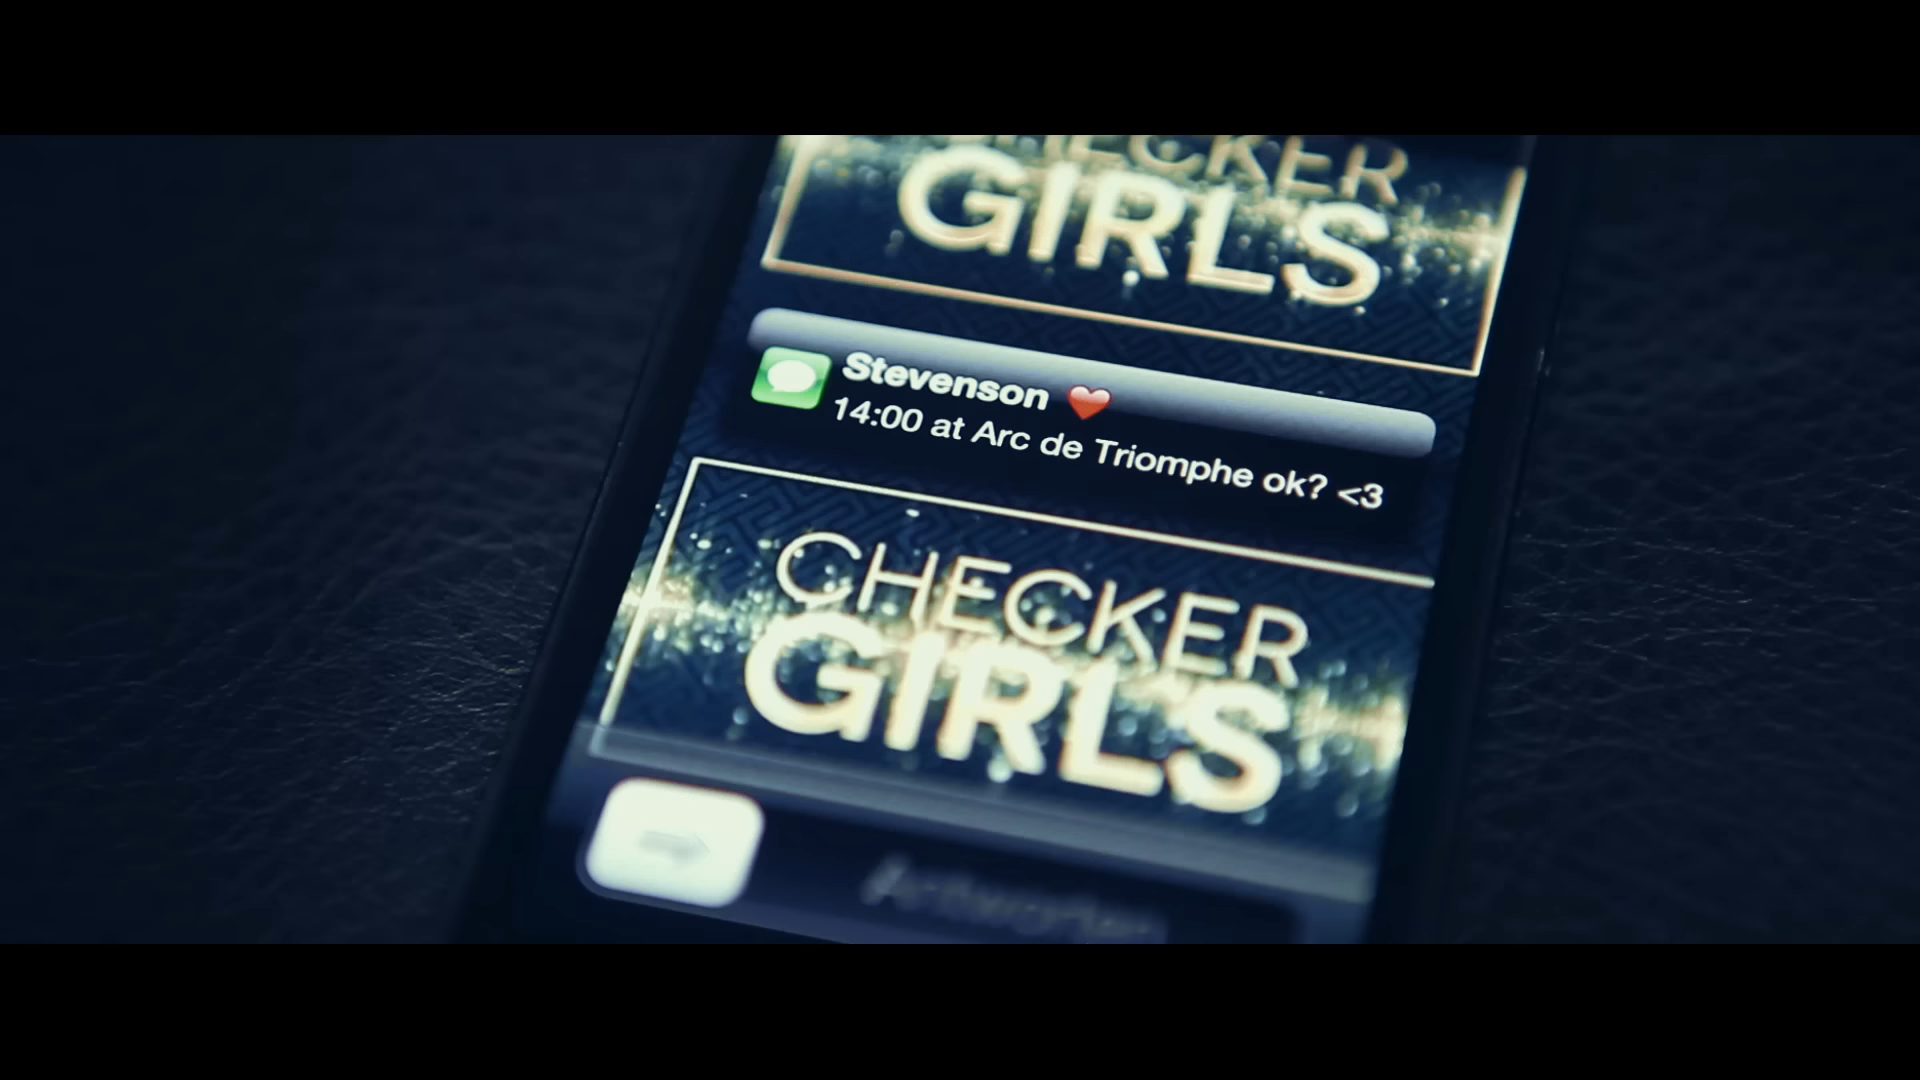 CHECKER
GIRLS
Stevenson ❤️
14:00 at Arc de Triomphe ok? <3
CHECKER
GIRLS